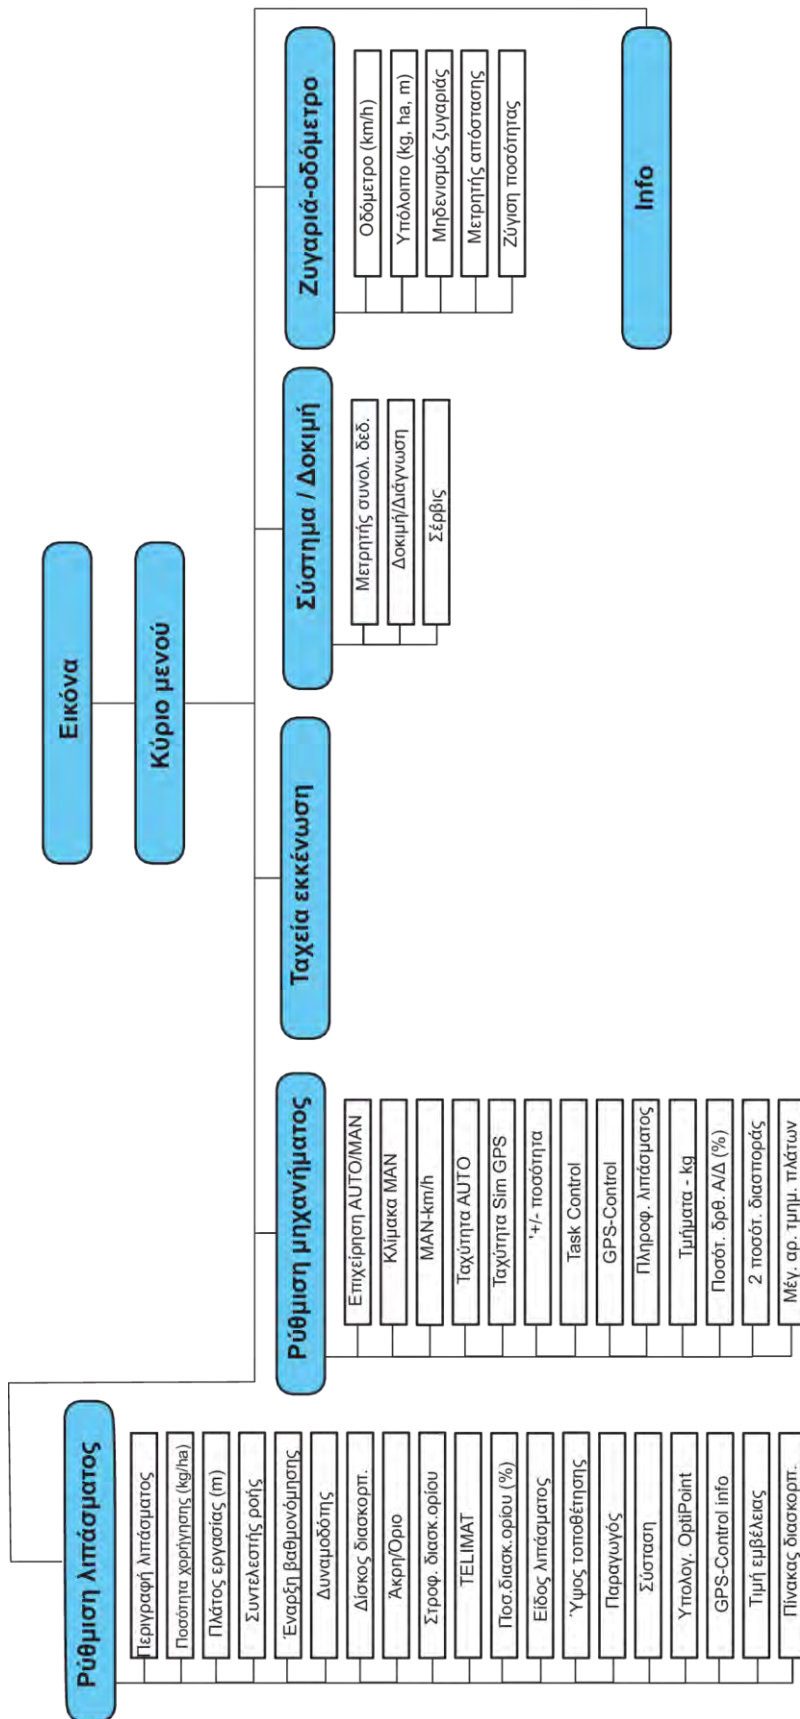 Εικόνα
Κύριο μενού
Ρύθμιση λιπάσματος
Περιγραφή λιπάσματος
Ποσότητα χορήγησης (kg/ha)
Πλάτος εργασίας (m)
Συντελεστής ροής
Έναρξη βαθμονόμησης
Δυναμοδότης
Δίσκος διασκορπ.
Άκρη/Όριο
Στροφ. διασκ.ορίου
TELIMAT
Ποσ.διασκ.ορίου (%)
Είδος λιπάσματος
Ύψος τοποθέτησης
Παραγωγός
Σύσταση
Υπολογ. OptiPoint
GPS-Control info
Τιμή εμβέλειας
Πίνακας διασκορπ.
Ρύθμιση μηχανήματος
Επιχείρηση AUTO/MAN
Κλίμακα MAN
MAN-km/h
Ταχύτητα AUTO
Ταχύτητα Sim GPS
'+/- ποσότητα
Task Control
GPS-Control
Πληροφ. λιπάσματος
Τμήματα - kg
Ποσότ. δρθ. Α/Δ (%)
2 ποσότ. διασποράς
Μέγ. αρ. τμημ. πλάτων
Ταχεία εκκένωση
Σύστημα / Δοκιμή
Μετρητής συνολ. δεδ.
Δοκιμή/Διάγνωση
Σέρβις
Ζυγαριά-οδόμετρο
Οδόμετρο (km/h)
Υπόλοιπο (kg, ha, m)
Μηδενισμός ζυγαριάς
Μετρητής απόστασης
Ζύγιση ποσότητας
Info